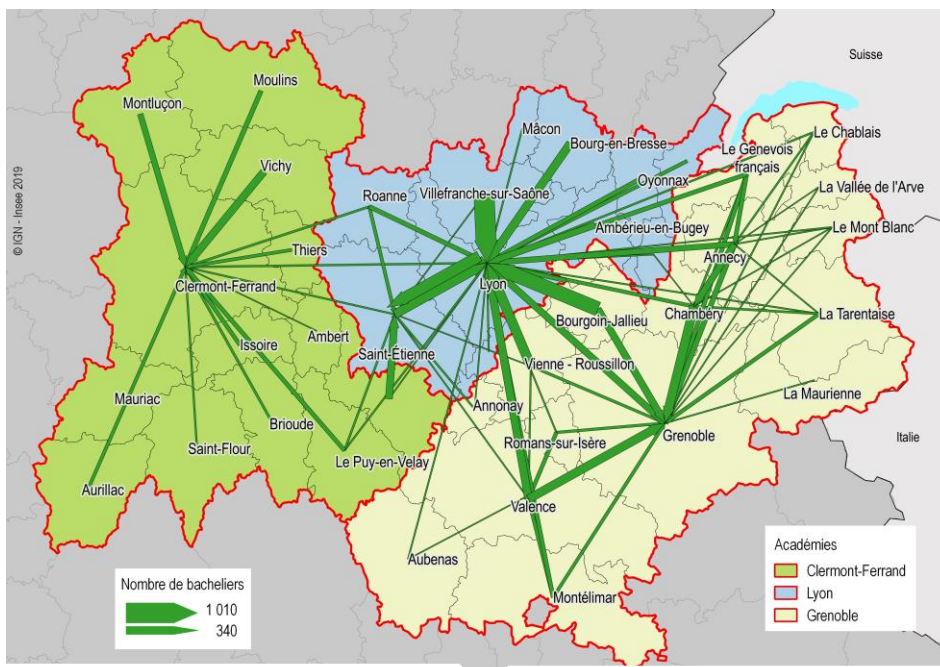 Suisse
Moulins
Montluçon
Mâcon
Le Chablais
Bourg-en-Bresse
Le Genevois
français
© IGN - Insee 2019
Vichy
Oyonnax
La Vallée de l'Arve
Roanne
Villefranche-sur-Saône
Ambérieu-en-Bugey
Le Mont Blanc
Thiers
Annecy
Clermont-Ferrand
Lyon
Chambéry
La Tarentaise
Bourgoin-Jallieu
Ambert
Issoire
Saint-Étienne
Vienne - Roussillon
La Maurienne
Mauriac
Annonay
Brioude
Grenoble
Italie
Romans-sur-Isère
Saint-Flour
Le Puy-en-Velay
Aurillac
Valence
Aubenas
Montélimar
Nombre de bacheliers
1 010
340
Académies
Clermont-Ferrand
Lyon
Grenoble